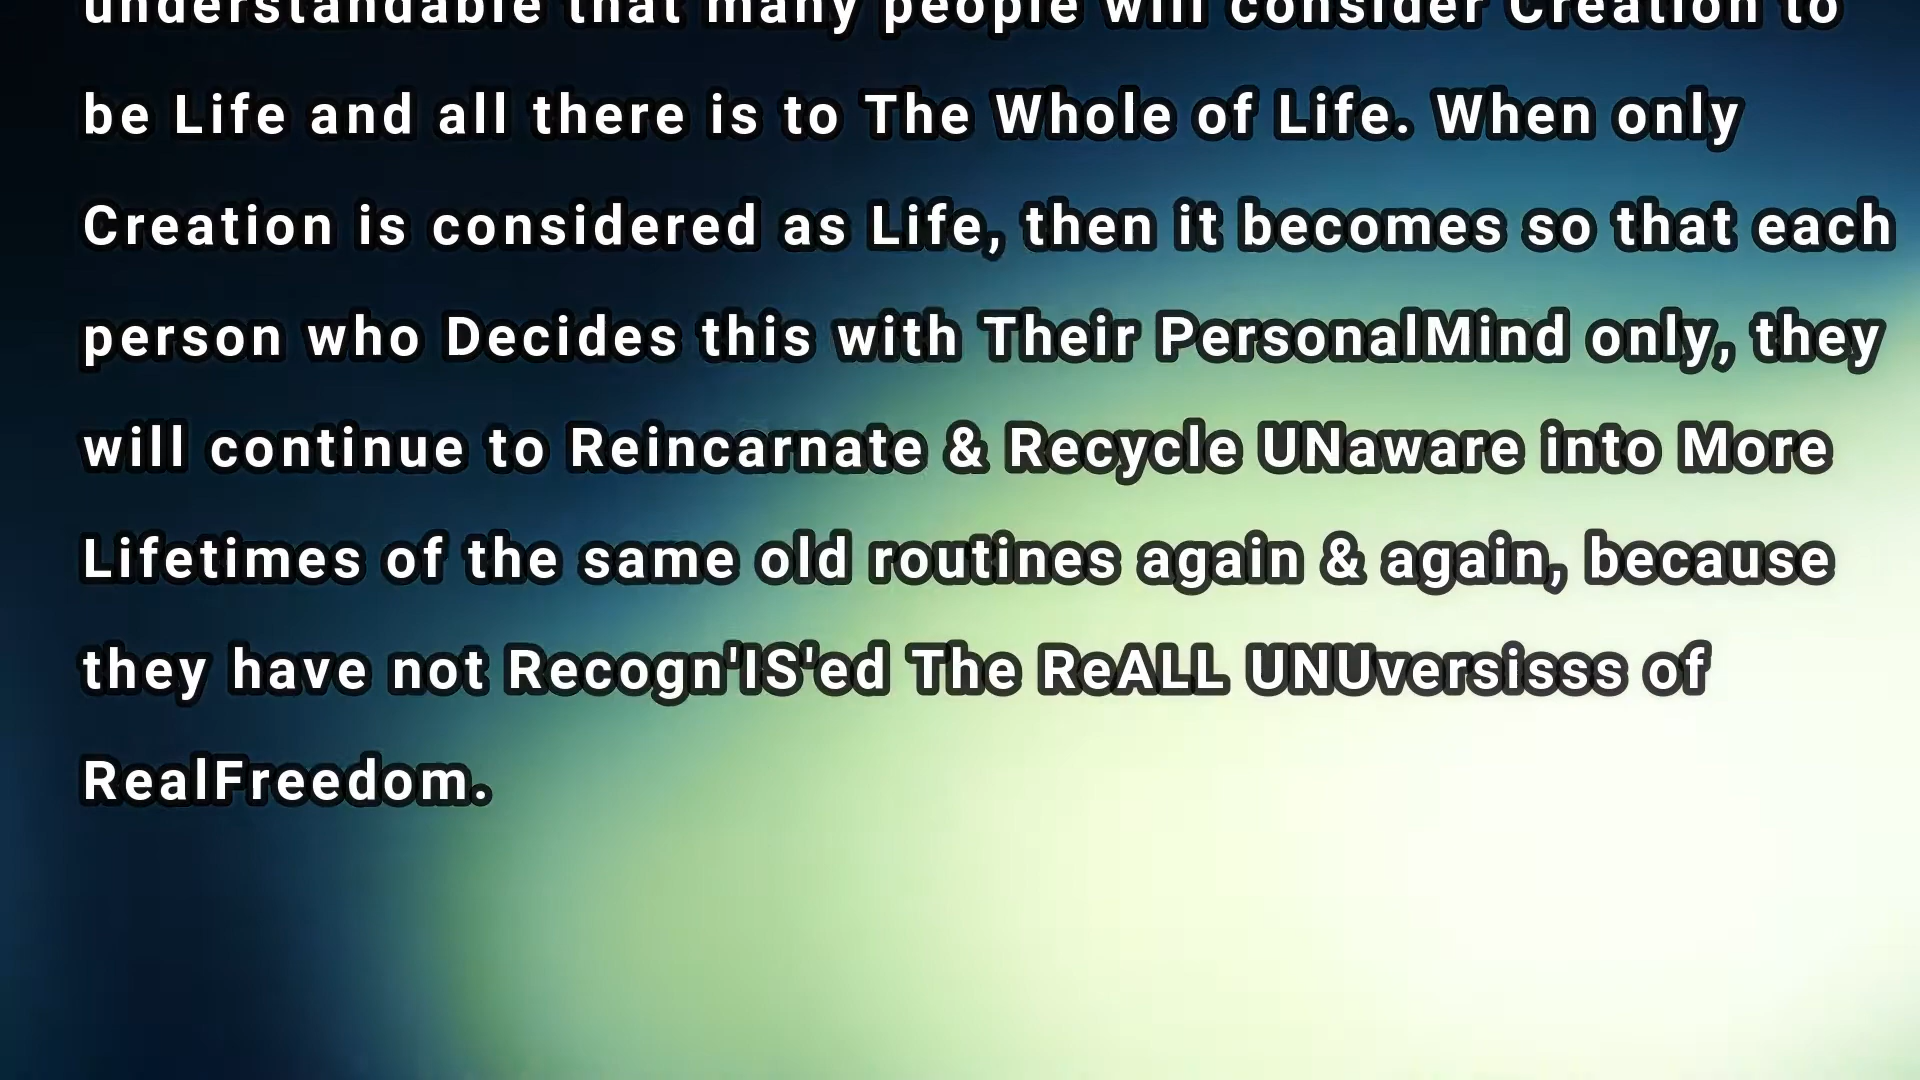 understandable that many people will consider Creation to
be Life and all there is to The Whole of Life. When only
Creation is considered as Life, then it becomes so that each
person who Decides this with Their PersonalMind only, they
will continue to Reincarnate & Recycle UNaware into More
Lifetimes of the same old routines again & again, because
they have not Recogn'IS'ed The ReALL UNUversisss of
RealFreedom.